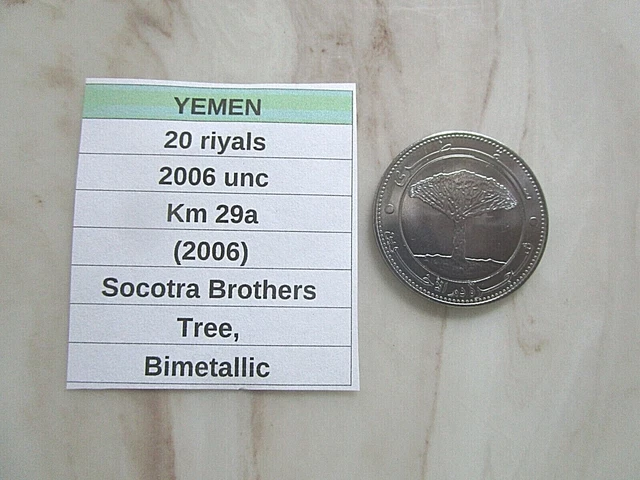 YEMEN
20 riyals
2006 unc
Km 29a
(2006)
Socotra Brothers
Tree,
Bimetallic